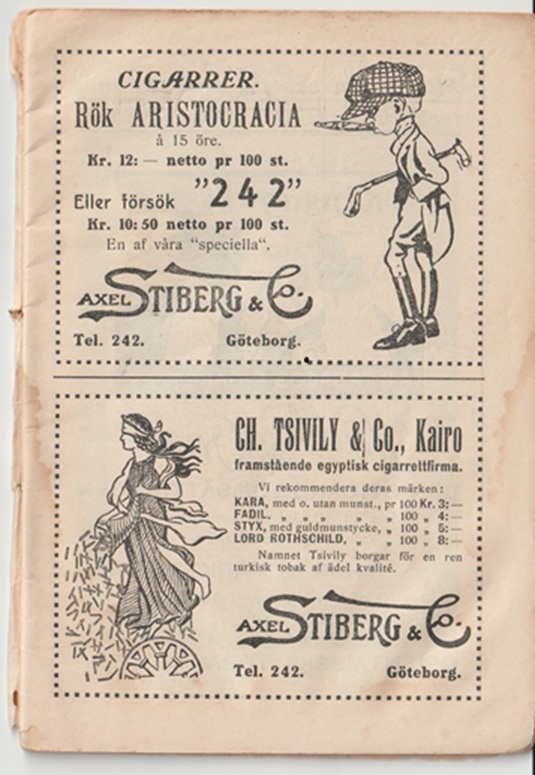 CIGARRER.
Rök ARISTOCRACIA
à 15 öre.
Kr. 12: — netto pr 100 st.
Eller försök "242"
Kr. 10:50 netto pr 100 st.
En af våra "speciella".
AXEL STIBERG & Co.
Tel. 242. Göteborg.
CH. TSIVILY & Co., Kairo
framstående egyptisk cigarrettfirma.
Vi rekommendera deras märken:
KARA, med o. utan munst., pr 100 Kr. 3:—
FADIL. „ „ „ „ „ 100 „ 4:—
STYX, med guldmunstycke, „ 100 „ 5:—
LORD ROTHSCHILD, „ „ 100 „ 8:—
Namnet Tsivily borgar för en ren
turkisk tobak af ädel kvalité.
AXEL STIBERG & Co.
Tel. 242. Göteborg.